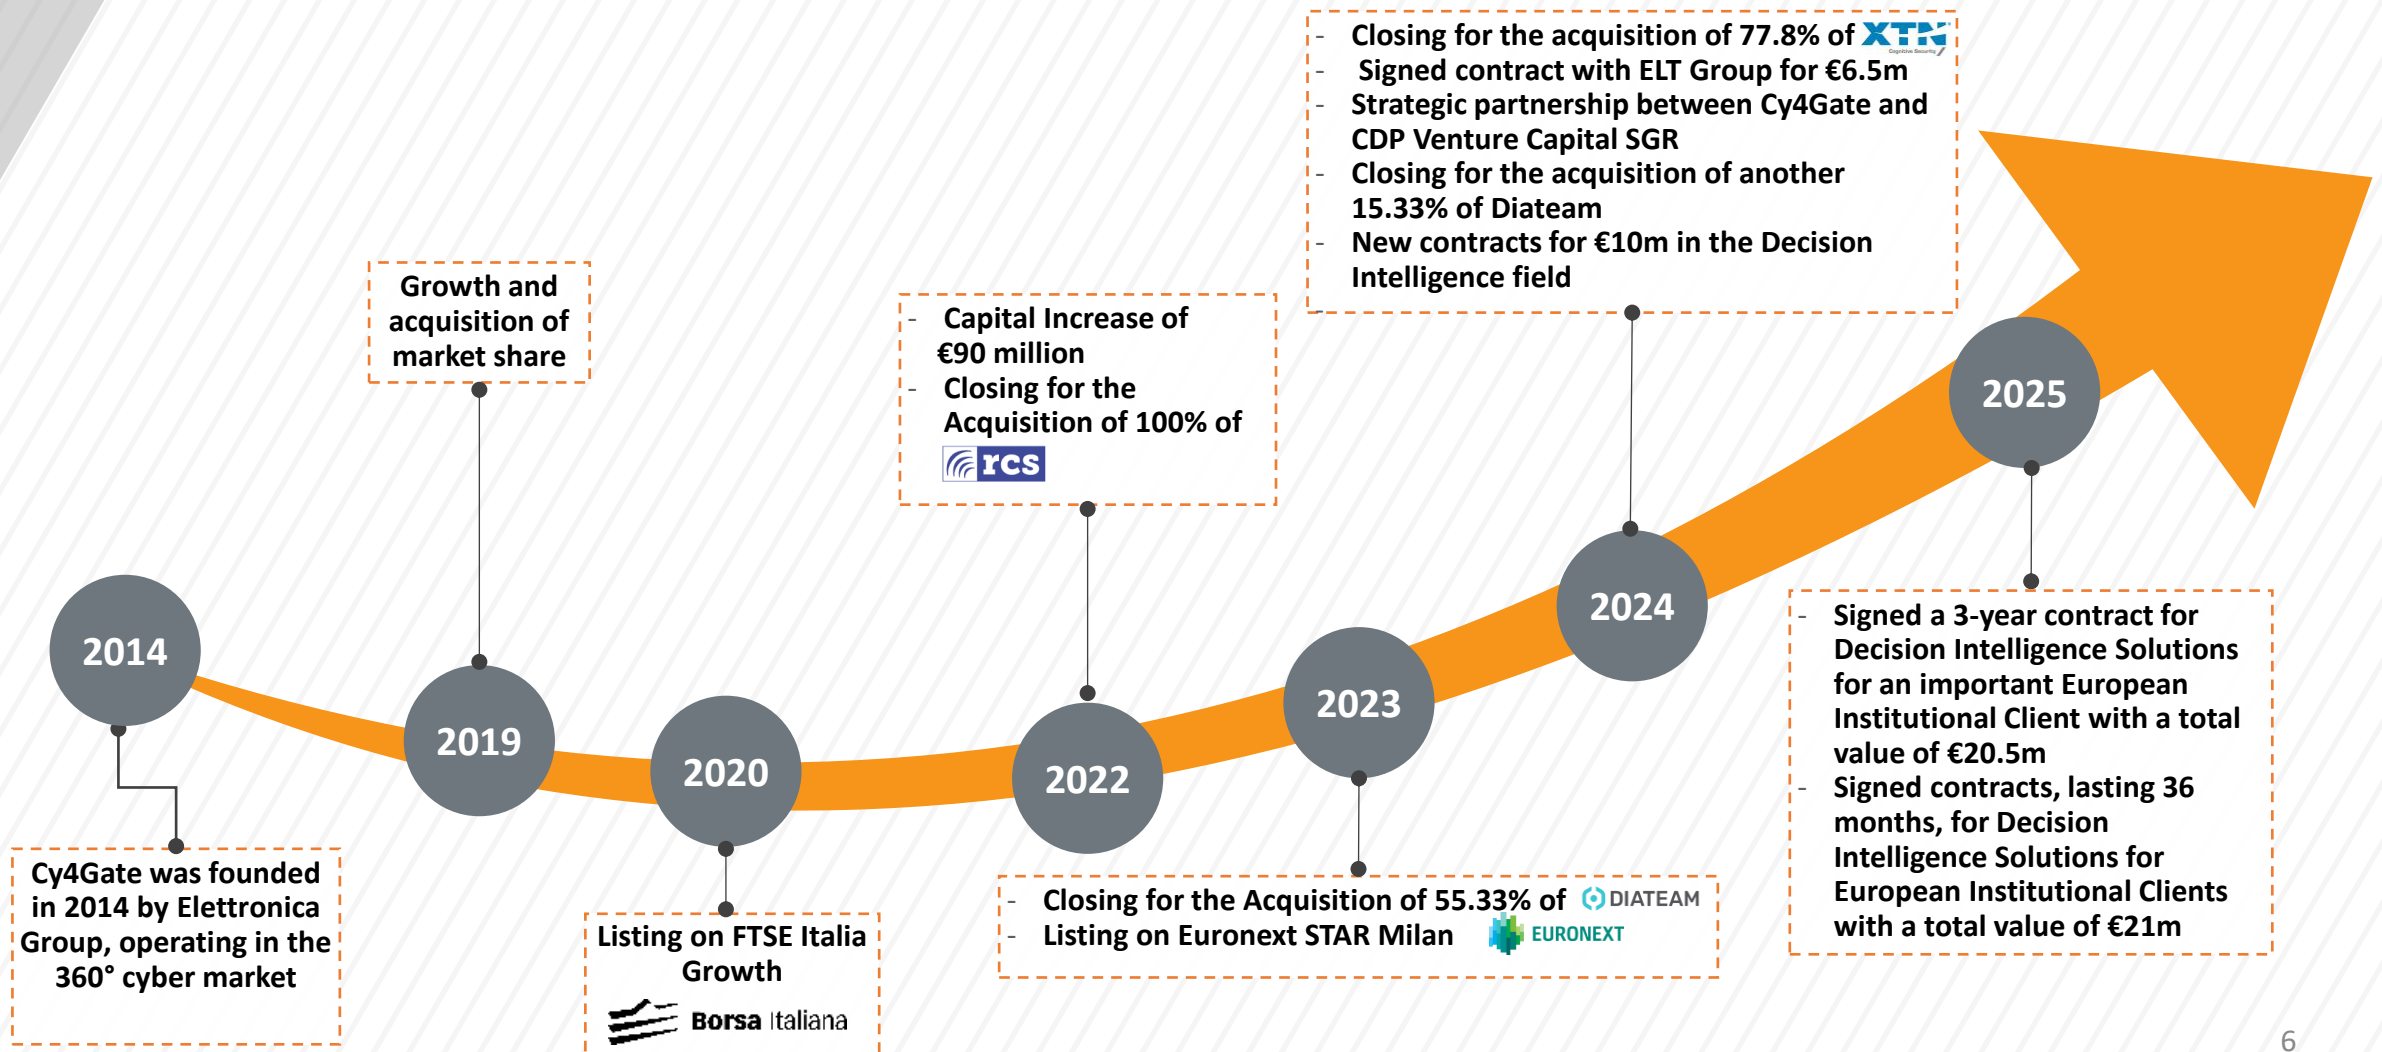 2014
Cy4Gate was founded
in 2014 by Elettronica
Group, operating in the
360° cyber market
Growth and
acquisition of
market share
2019
2020
Listing on FTSE Italia
Growth
Borsa Italiana
- Capital Increase of
€90 million
- Closing for the
Acquisition of 100% of
rcs
2022
2023
- Closing for the Acquisition of 55.33% of DIATEAM
- Listing on Euronext STAR Milan EURONEXT
- Closing for the acquisition of 77.8% of XTN
Cognitive Security
- Signed contract with ELT Group for €6.5m
- Strategic partnership between Cy4Gate and
CDP Venture Capital SGR
- Closing for the acquisition of another
15.33% of Diateam
- New contracts for €10m in the Decision
Intelligence field
-
2024
2025
- Signed a 3-year contract for
Decision Intelligence Solutions
for an important European
Institutional Client with a total
value of €20.5m
- Signed contracts, lasting 36
months, for Decision
Intelligence Solutions for
European Institutional Clients
with a total value of €21m
6